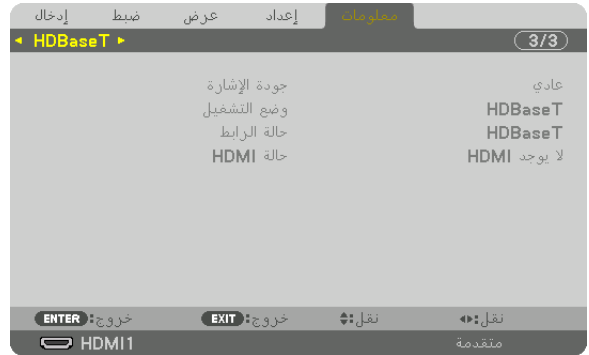 إدخال ضبط عرض إعداد معلومات
HDBaseT 3/3
جودة الإشارة عادي
وضع التشغيل HDBaseT
حالة الرابط HDBaseT
حالة HDMI لا يوجد HDMI
ENTER :خروج EXIT :خروج نقل: نقل:
HDMI1 متقدمة